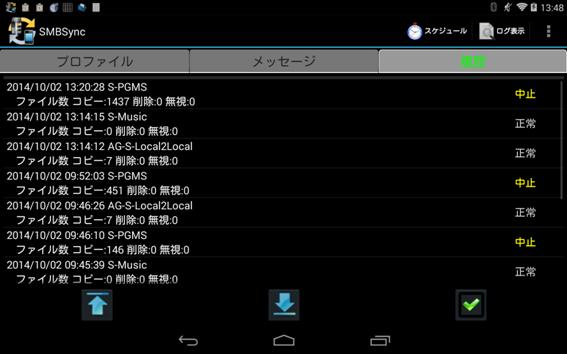 13:48
SMBSync
スケジュール
ログ表示
プロファイル
メッセージ
履歴
2014/10/02 13:20:28 S-PGMS
中止
ファイル数 コピー:1437 削除:0 無視:0
2014/10/02 13:14:15 S-Music
正常
ファイル数 コピー:0 削除:0 無視:0
2014/10/02 13:14:12 AG-S-Local2Local
正常
ファイル数 コピー:7 削除:0 無視:0
2014/10/02 09:52:03 S-PGMS
中止
ファイル数 コピー:451 削除:0 無視:0
2014/10/02 09:46:26 AG-S-Local2Local
正常
ファイル数 コピー:7 削除:0 無視:0
2014/10/02 09:46:10 S-PGMS
中止
ファイル数 コピー:146 削除:0 無視:0
2014/10/02 09:45:39 S-Music
正常
ファイル数 コピー:0 削除:0 無視:0